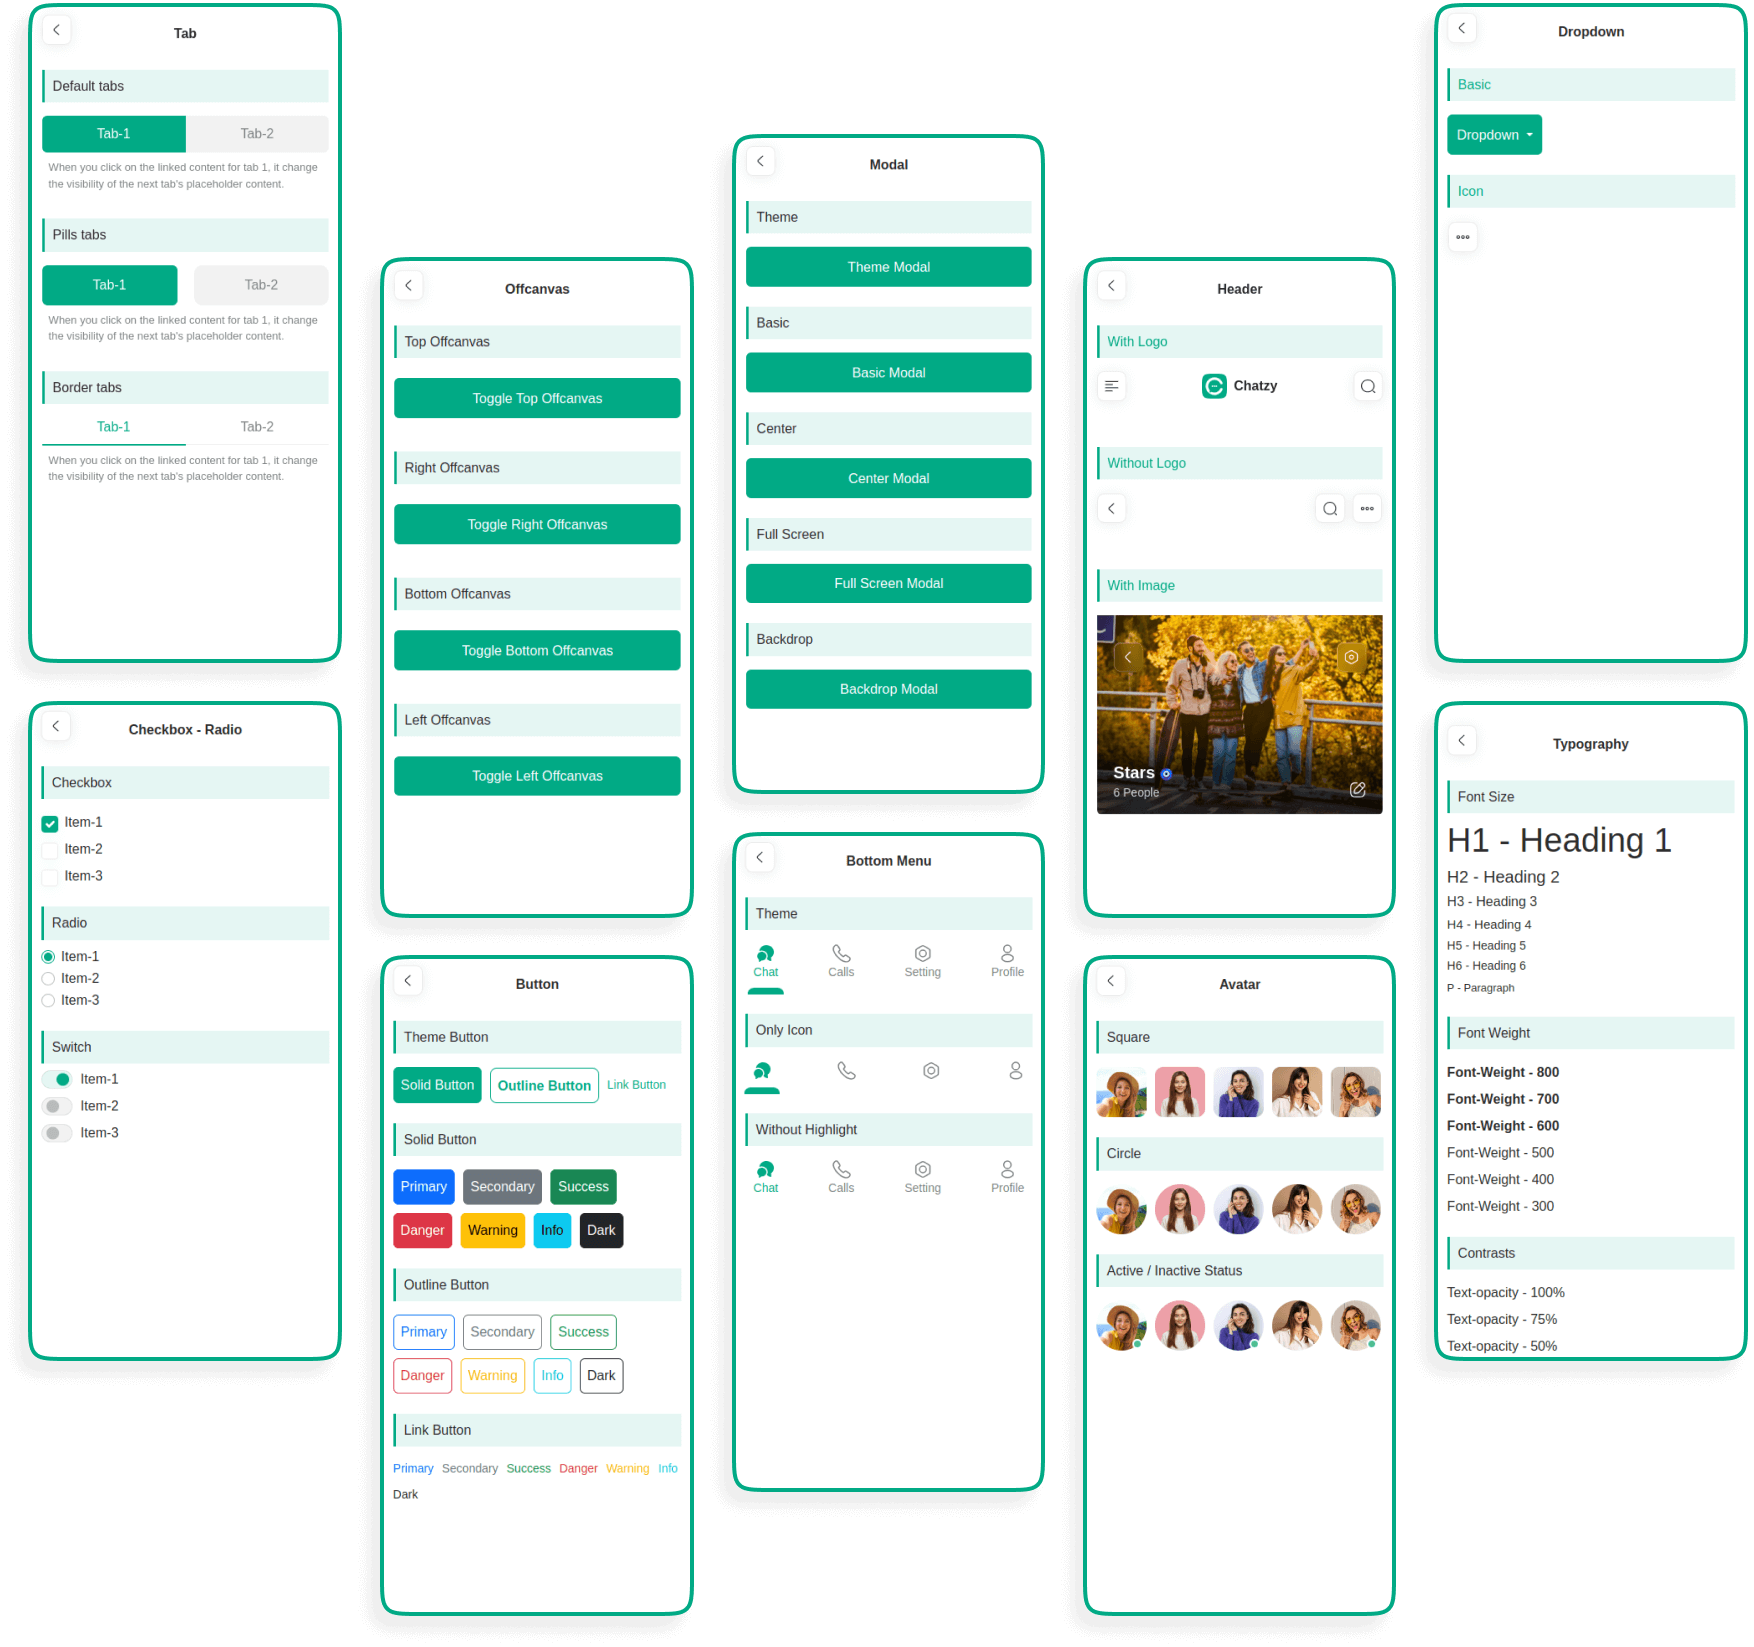 Tab
Default tabs
Tab-1
Tab-2
When you click on the linked content for tab 1, it change
the visibility of the next tab's placeholder content.
Pills tabs
Tab-1
Tab-2
When you click on the linked content for tab 1, it change
the visibility of the next tab's placeholder content.
Border tabs
Tab-1
Tab-2
When you click on the linked content for tab 1, it change
the visibility of the next tab's placeholder content.
Checkbox - Radio
Checkbox
Item-1
Item-2
Item-3
Radio
Item-1
Item-2
Item-3
Switch
Item-1
Item-2
Item-3
Offcanvas
Top Offcanvas
Toggle Top Offcanvas
Right Offcanvas
Toggle Right Offcanvas
Bottom Offcanvas
Toggle Bottom Offcanvas
Left Offcanvas
Toggle Left Offcanvas
Button
Theme Button
Solid Button
Outline Button
Link Button
Solid Button
Primary
Secondary
Success
Danger
Warning
Info
Dark
Outline Button
Primary
Secondary
Success
Danger
Warning
Info
Dark
Link Button
Primary
Secondary
Success
Danger
Warning
Info
Dark
Modal
Theme
Theme Modal
Basic
Basic Modal
Center
Center Modal
Full Screen
Full Screen Modal
Backdrop
Backdrop Modal
Bottom Menu
Theme
Chat
Calls
Setting
Profile
Only Icon
Without Highlight
Chat
Calls
Setting
Profile
Header
With Logo
Chatzy
Without Logo
With Image
Stars
6 People
Avatar
Square
Circle
Active / Inactive Status
Dropdown
Basic
Dropdown
Icon
Typography
Font Size
H1 - Heading 1
H2 - Heading 2
H3 - Heading 3
H4 - Heading 4
H5 - Heading 5
H6 - Heading 6
P - Paragraph
Font Weight
Font-Weight - 800
Font-Weight - 700
Font-Weight - 600
Font-Weight - 500
Font-Weight - 400
Font-Weight - 300
Contrasts
Text-opacity - 100%
Text-opacity - 75%
Text-opacity - 50%